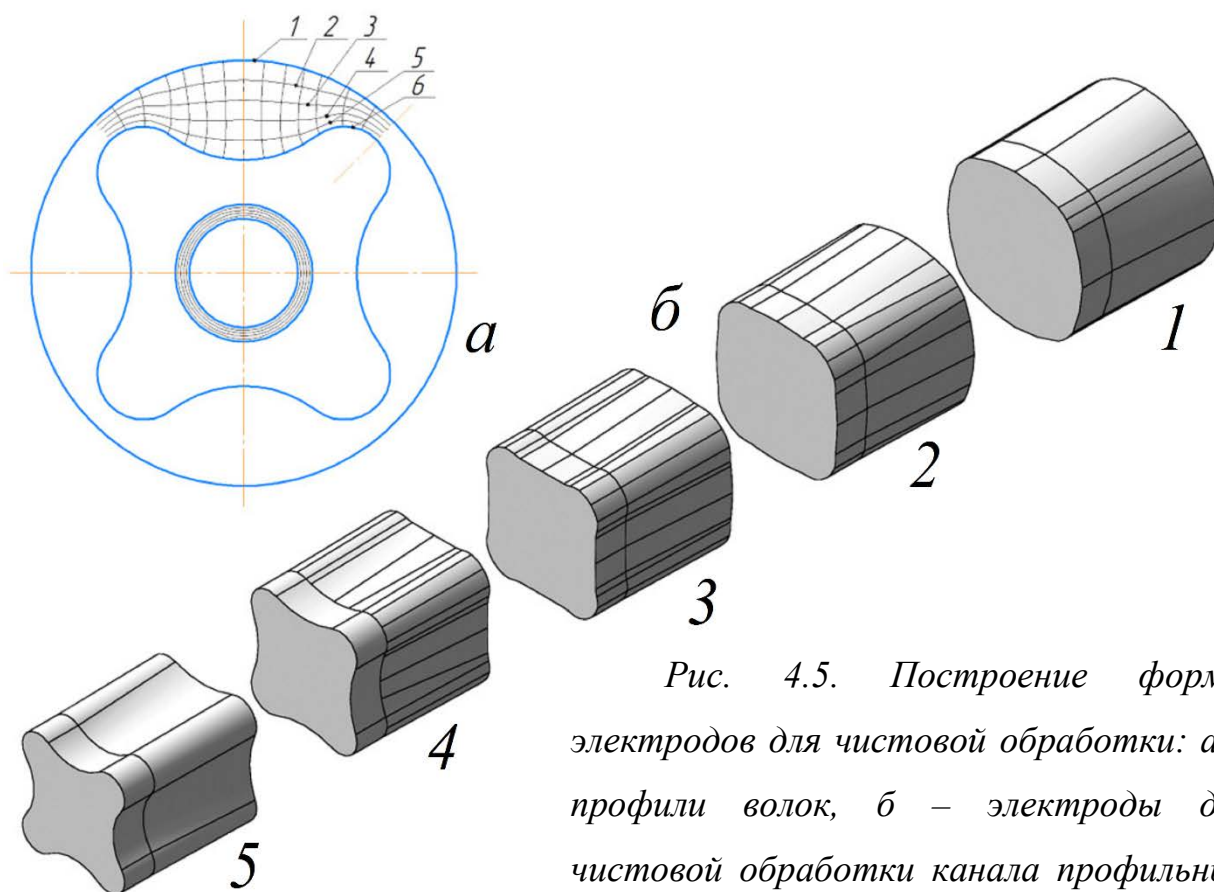 1 2 3
4 5
6
а
б
1
2
3
4
5
Рис. 4.5. Построение форм
электродов для чистовой обработки: а
профили волок, б – электроды д
чистовой обработки канала профильн